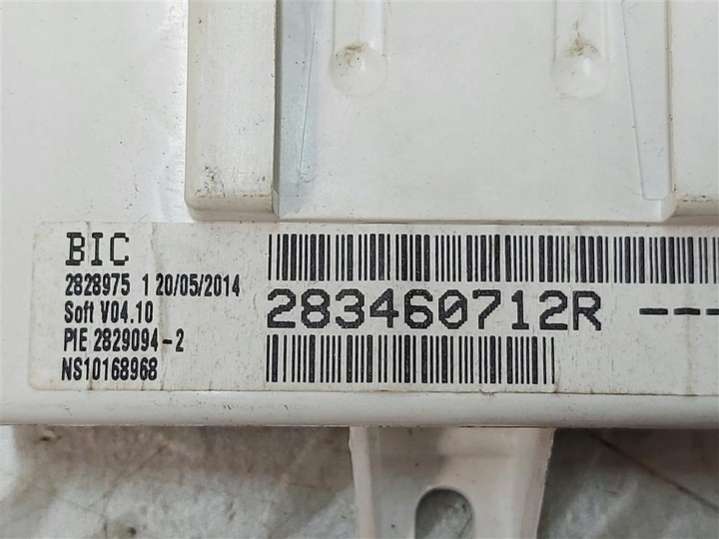 BIC
2828975 1 20/05/2014
Soft V04.10
PIE 2829094-2
NS10168968
283460712R ---